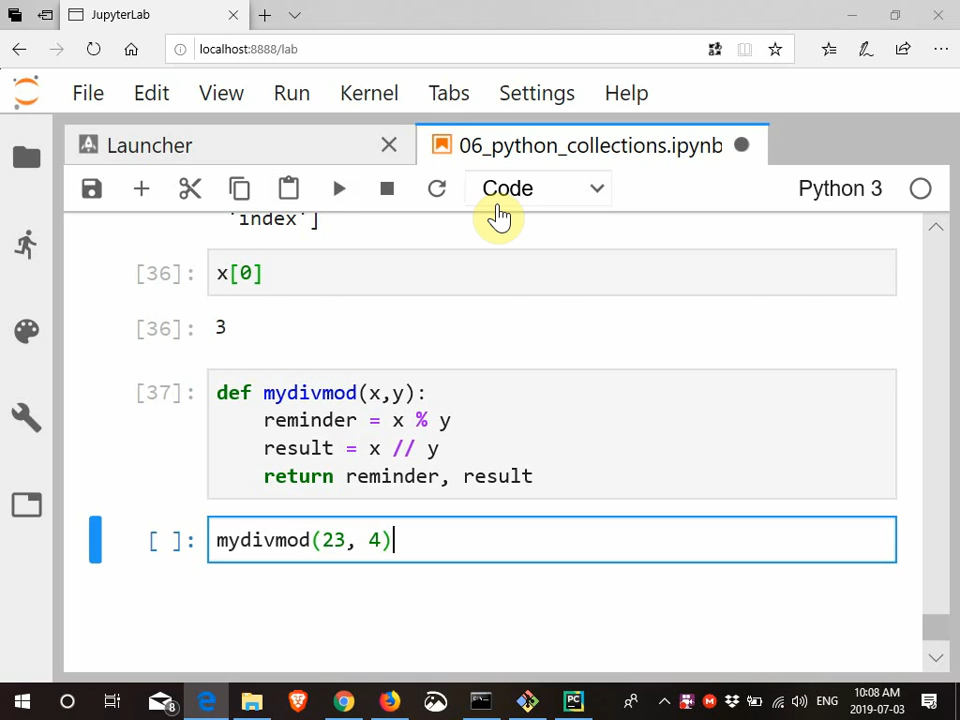 JupyterLab
localhost:8888/lab
File Edit View Run Kernel Tabs Settings Help
Launcher
06_python_collections.ipynb
Code
Python 3
'index']
[36]: x[0]
[36]: 3
[37]: def mydivmod(x,y):
reminder = x % y
result = x // y
return reminder, result
[ ]: mydivmod(23, 4)
8
PC
ENG
10:08 AM
2019-07-03